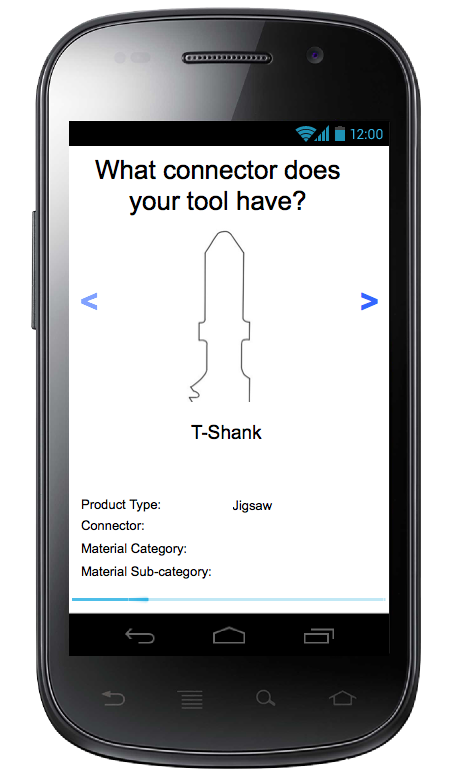 12:00
What connector does
your tool have?
< >
T-Shank
Product Type: Jigsaw
Connector:
Material Category:
Material Sub-category: